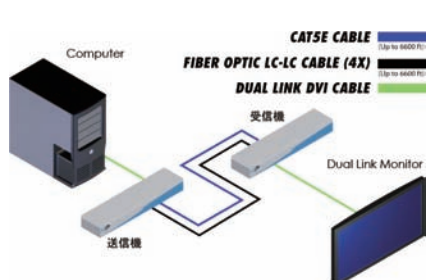 CAT5E CABLE
(Up to 6600 ft)
Computer
FIBER OPTIC LC-LC CABLE (4X)
(Up to 6600 ft)
DUAL LINK DVI CABLE
受信機
Dual Link Monitor
送信機